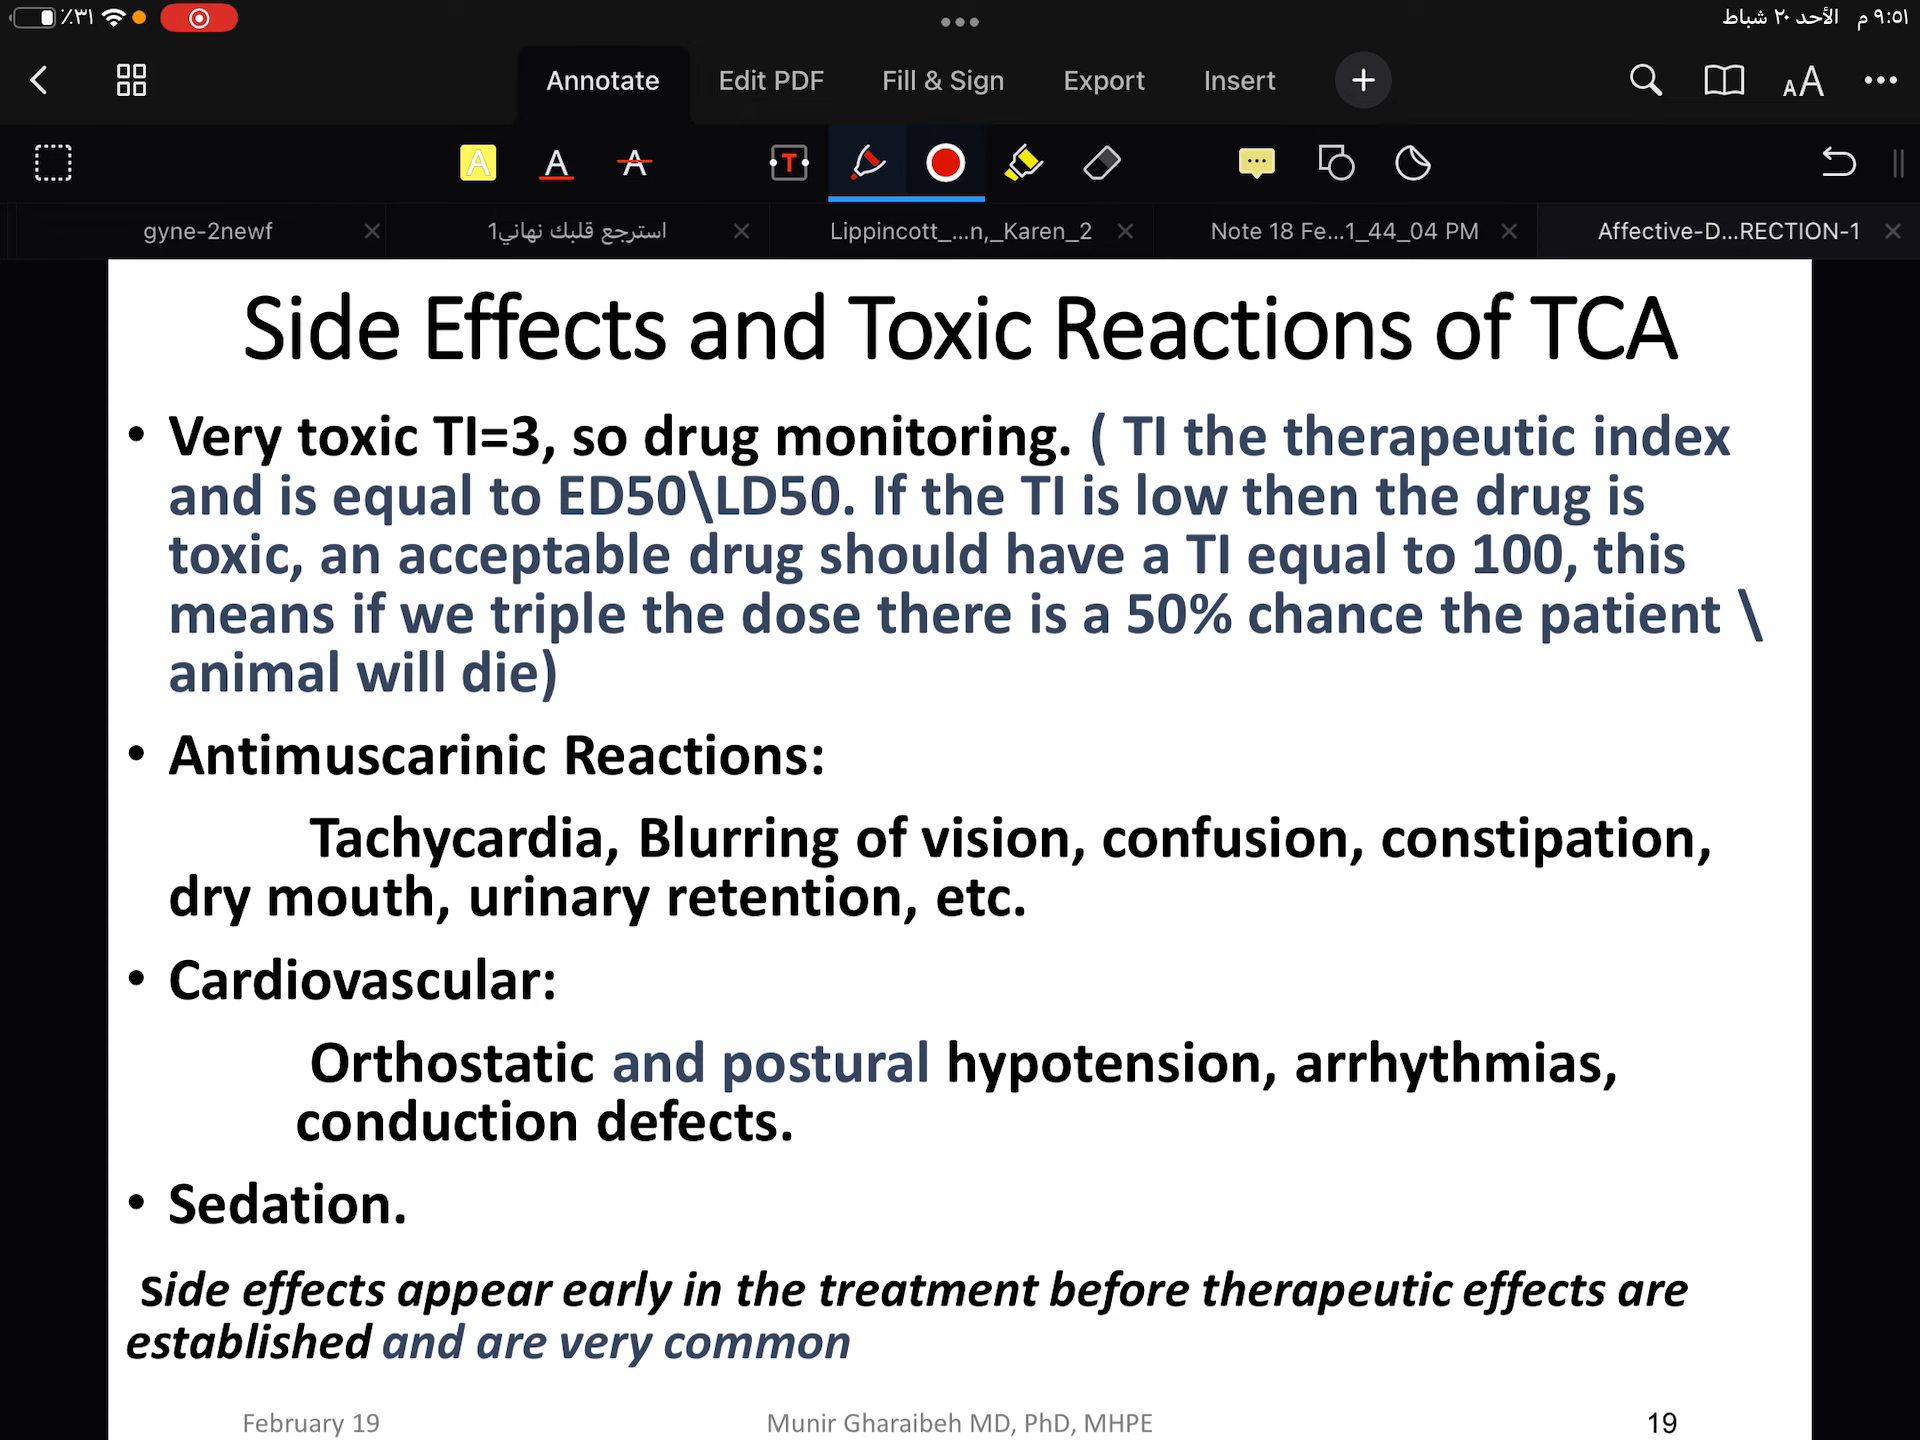 ٪٣١
٩:٥١ م الأحد ٢٠ شباط
Annotate Edit PDF Fill & Sign Export Insert
AA
A A A T
gyne-2newf
استرجع قلبك نهاني1
Lippincott_...n,_Karen_2
Note 18 Fe...1_44_04 PM
Affective-D...RECTION-1
Side Effects and Toxic Reactions of TCA
• Very toxic TI=3, so drug monitoring. ( TI the therapeutic index
and is equal to ED50\LD50. If the TI is low then the drug is
toxic, an acceptable drug should have a TI equal to 100, this
means if we triple the dose there is a 50% chance the patient \
animal will die)
• Antimuscarinic Reactions:
Tachycardia, Blurring of vision, confusion, constipation,
dry mouth, urinary retention, etc.
• Cardiovascular:
Orthostatic and postural hypotension, arrhythmias,
conduction defects.
• Sedation.
Side effects appear early in the treatment before therapeutic effects are
established and are very common
February 19
Munir Gharaibeh MD, PhD, MHPE
19